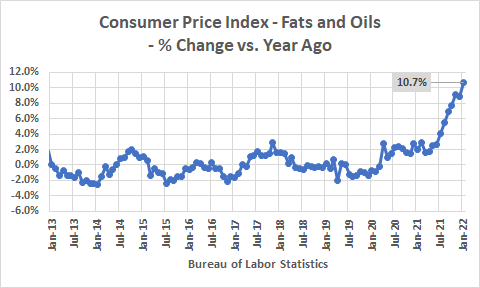 Consumer Price Index - Fats and Oils
- % Change vs. Year Ago
12.0%
10.0%
8.0%
6.0%
4.0%
2.0%
0.0%
-2.0%
-4.0%
-6.0%
10.7%
Jan-13
Jul-13
Jan-14
Jul-14
Jan-15
Jul-15
Jan-16
Jul-16
Jan-17
Jul-17
Jan-18
Jul-18
Jan-19
Jul-19
Jan-20
Jul-20
Jan-21
Jul-21
Jan-22
Bureau of Labor Statistics